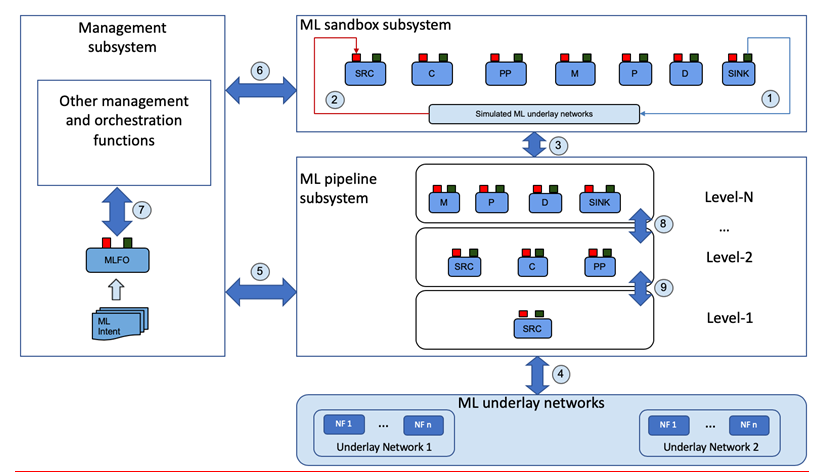 Management
subsystem
Other management
and orchestration
functions
7
MLFO
ML
Intent
6
5
ML sandbox subsystem
SRC
C
PP
M
P
D
SINK
2
1
Simulated ML underlay networks
3
ML pipeline
subsystem
M
P
D
SINK
Level-N
8
...
SRC
C
PP
Level-2
9
SRC
Level-1
4
ML underlay networks
NF 1
...
NF n
Underlay Network 1
NF 1
...
NF n
Underlay Network 2